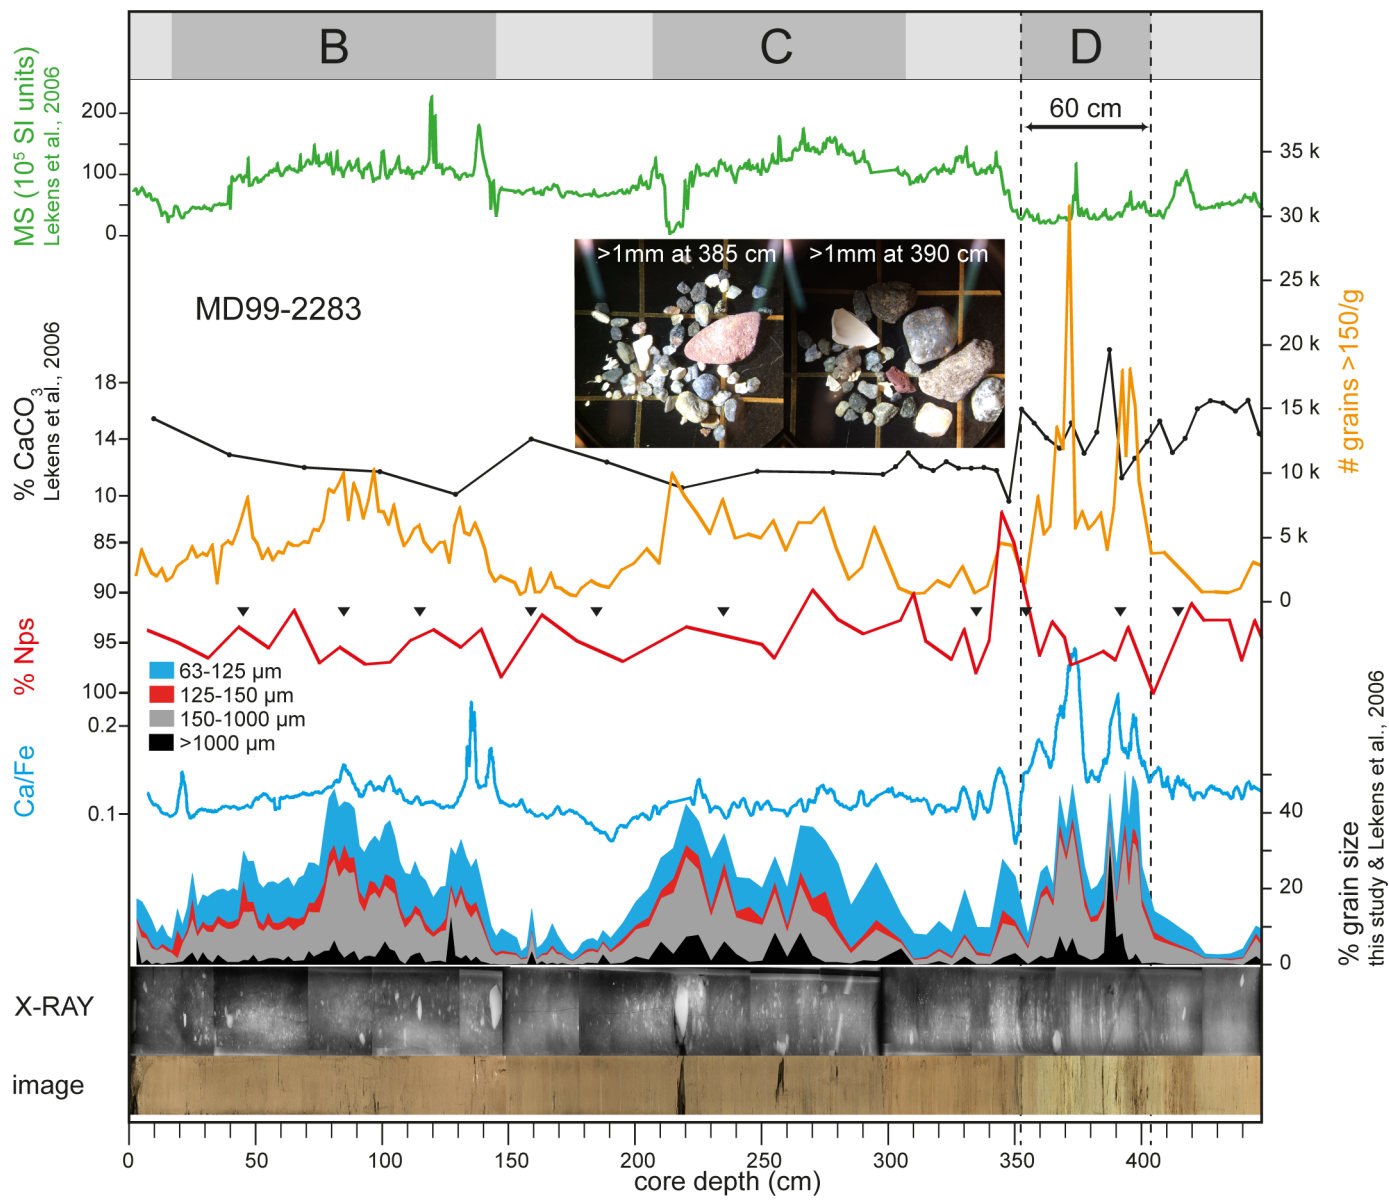 B
C
D
60 cm
MS (10⁵ SI units)
Lekens et al., 2006
200
100
0
35 k
30 k
25 k
20 k
15 k
10 k
5 k
0
# grains >150/g
>1mm at 385 cm
>1mm at 390 cm
MD99-2283
% CaCO₃
Lekens et al., 2006
18
14
10
% Nps
85
90
95
100
63-125 µm
125-150 µm
150-1000 µm
>1000 µm
Ca/Fe
0.2
0.1
40
20
0
% grain size
this study & Lekens et al., 2006
X-RAY
image
0
50
100
150
200
250
300
350
400
core depth (cm)